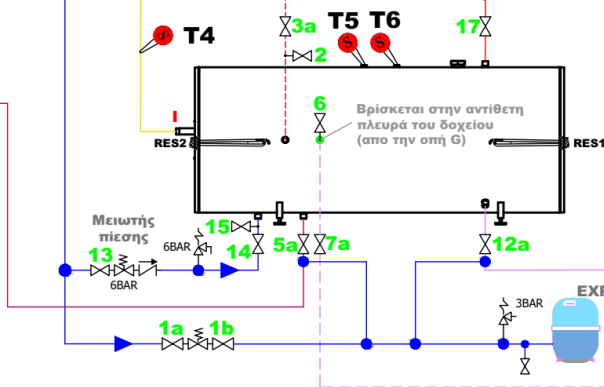 3a
17
T4
T5 T6
2
6
I
Βρίσκεται στην αντίθετη
πλευρά του δοχείου
(απο την οπή G)
RES2
RES1
Μειωτής
πίεσης
15
6BAR
13
14
5a
7a
12a
6BAR
3BAR
EXP
1a
1b